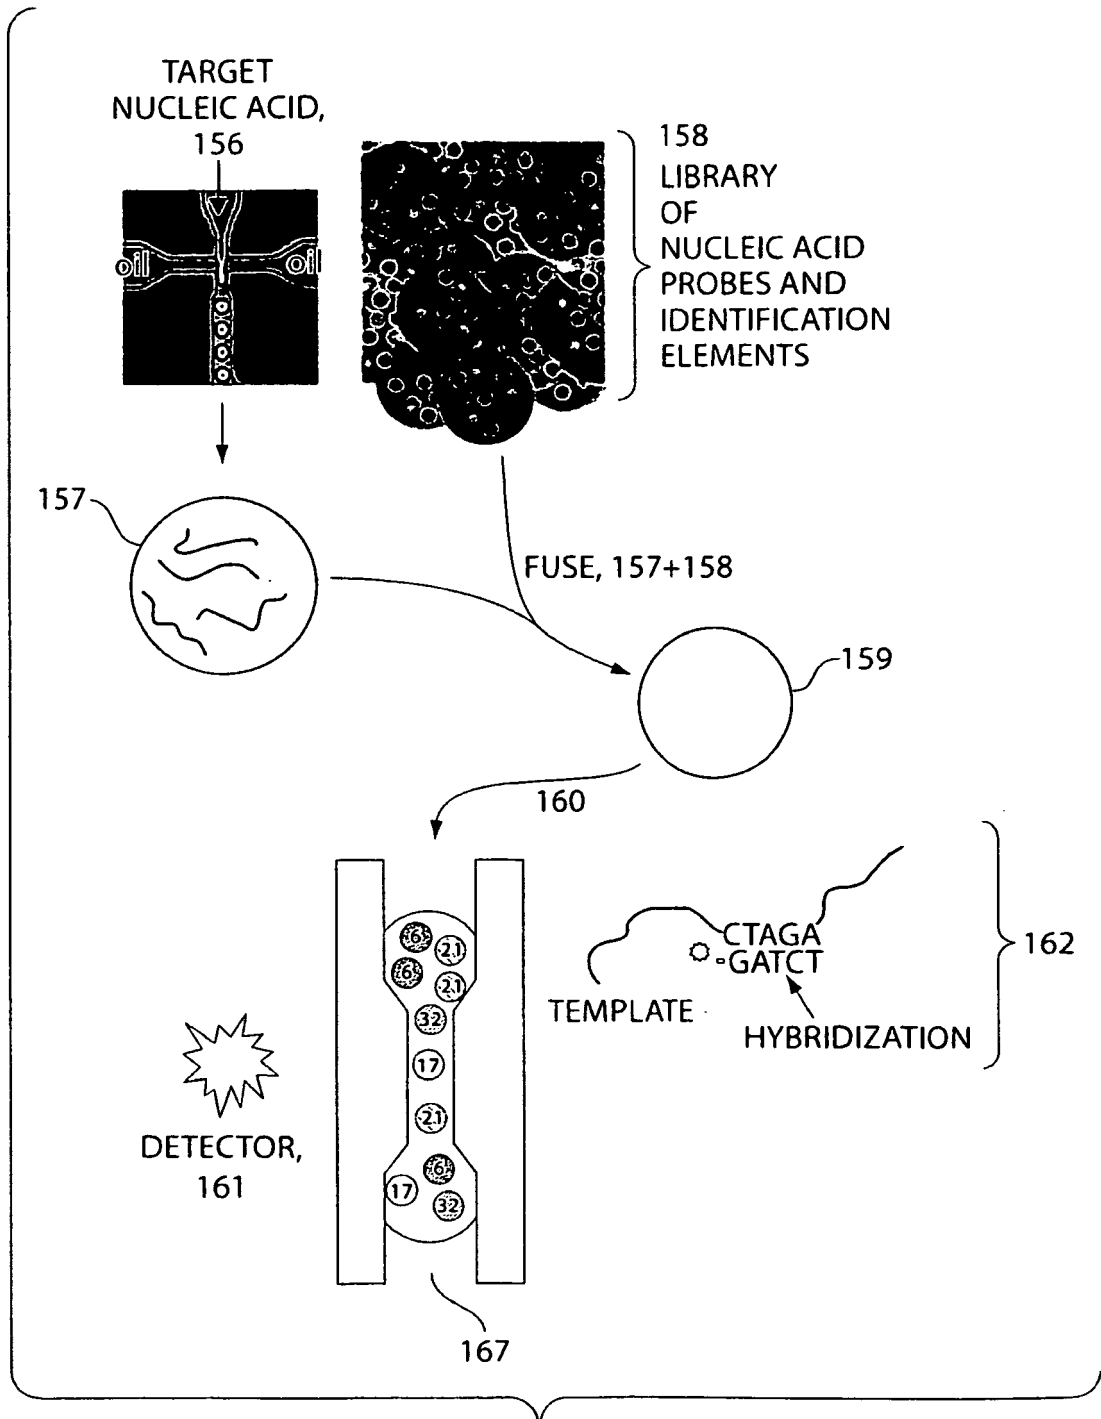 TARGET
NUCLEIC ACID,
156
oil
oil
158
LIBRARY
OF
NUCLEIC ACID
PROBES AND
IDENTIFICATION
ELEMENTS
157
FUSE, 157+158
159
160
6
21
6
21
32
17
21
6
17
32
DETECTOR,
161
CTAGA
-GATCT
TEMPLATE
HYBRIDIZATION
162
167